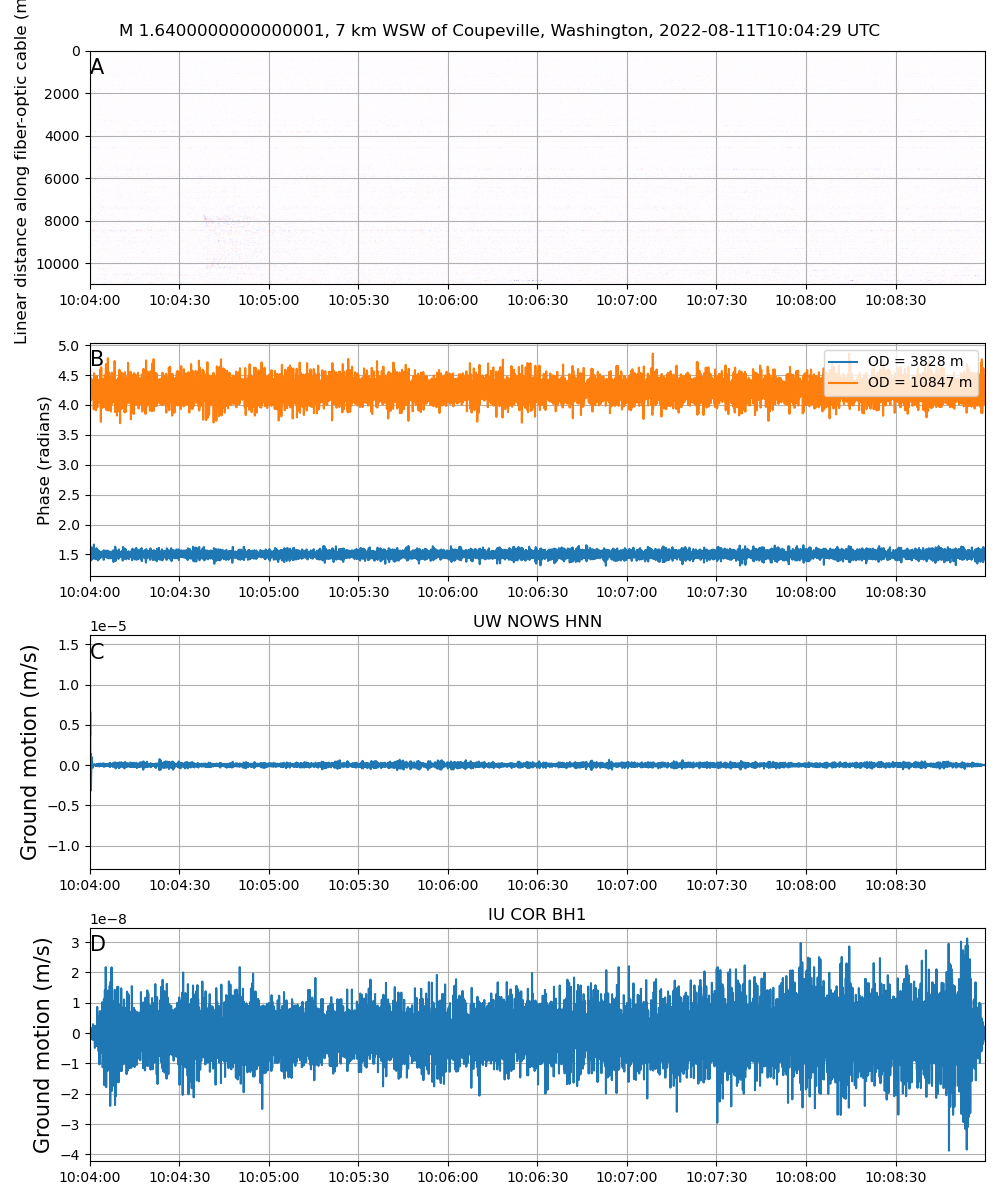 M 1.6400000000000001, 7 km WSW of Coupeville, Washington, 2022-08-11T10:04:29 UTC
Linear distance along fiber-optic cable (m
A
0
2000
4000
6000
8000
10000
10:04:00 10:04:30 10:05:00 10:05:30 10:06:00 10:06:30 10:07:00 10:07:30 10:08:00 10:08:30
Phase (radians)
B
5.0
4.5
4.0
3.5
3.0
2.5
2.0
1.5
OD = 3828 m
OD = 10847 m
10:04:00 10:04:30 10:05:00 10:05:30 10:06:00 10:06:30 10:07:00 10:07:30 10:08:00 10:08:30
UW NOWS HNN
1e−5
Ground motion (m/s)
C
1.5
1.0
0.5
0.0
−0.5
−1.0
10:04:00 10:04:30 10:05:00 10:05:30 10:06:00 10:06:30 10:07:00 10:07:30 10:08:00 10:08:30
IU COR BH1
1e−8
Ground motion (m/s)
D
3
2
1
0
−1
−2
−3
−4
10:04:00 10:04:30 10:05:00 10:05:30 10:06:00 10:06:30 10:07:00 10:07:30 10:08:00 10:08:30